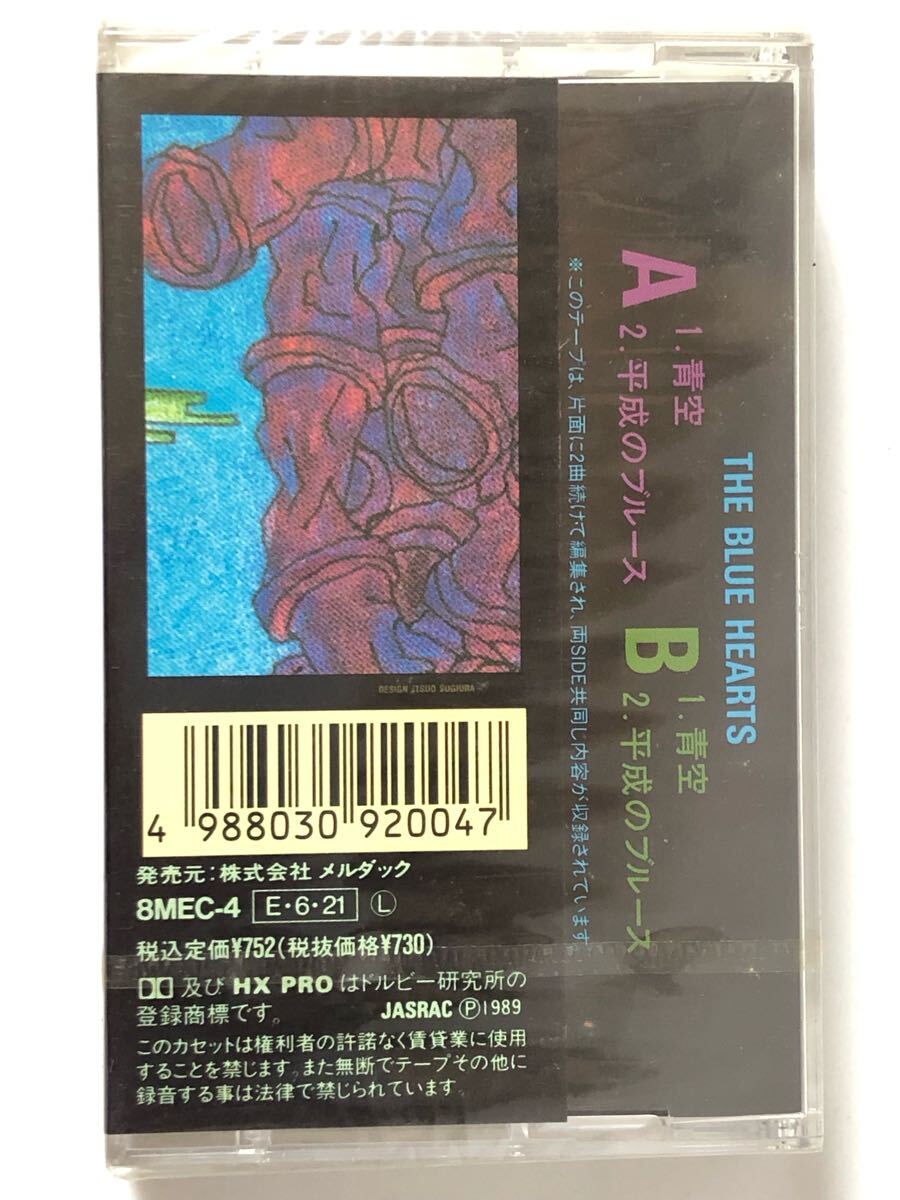 THE BLUE HEARTS
A
1.青空
2.平成のブルース
B
1.青空
2.平成のブルース
※このテープは、片面に2曲続けて編集され、両SIDE共同じ内容が収録されています。
DESIGN ITSUO SUGIURA
4 988030 920047
発売元:株式会社 メルダック
8MEC-4 E・6・21 Ⓛ
税込定価¥752(税抜価格¥730)
及び HX PRO はドルビー研究所の
登録商標です。 JASRAC Ⓟ1989
このカセットは権利者の許諾なく賃貸業に使用
することを禁じます。また無断でテープその他に
録音する事は法律で禁じられています。